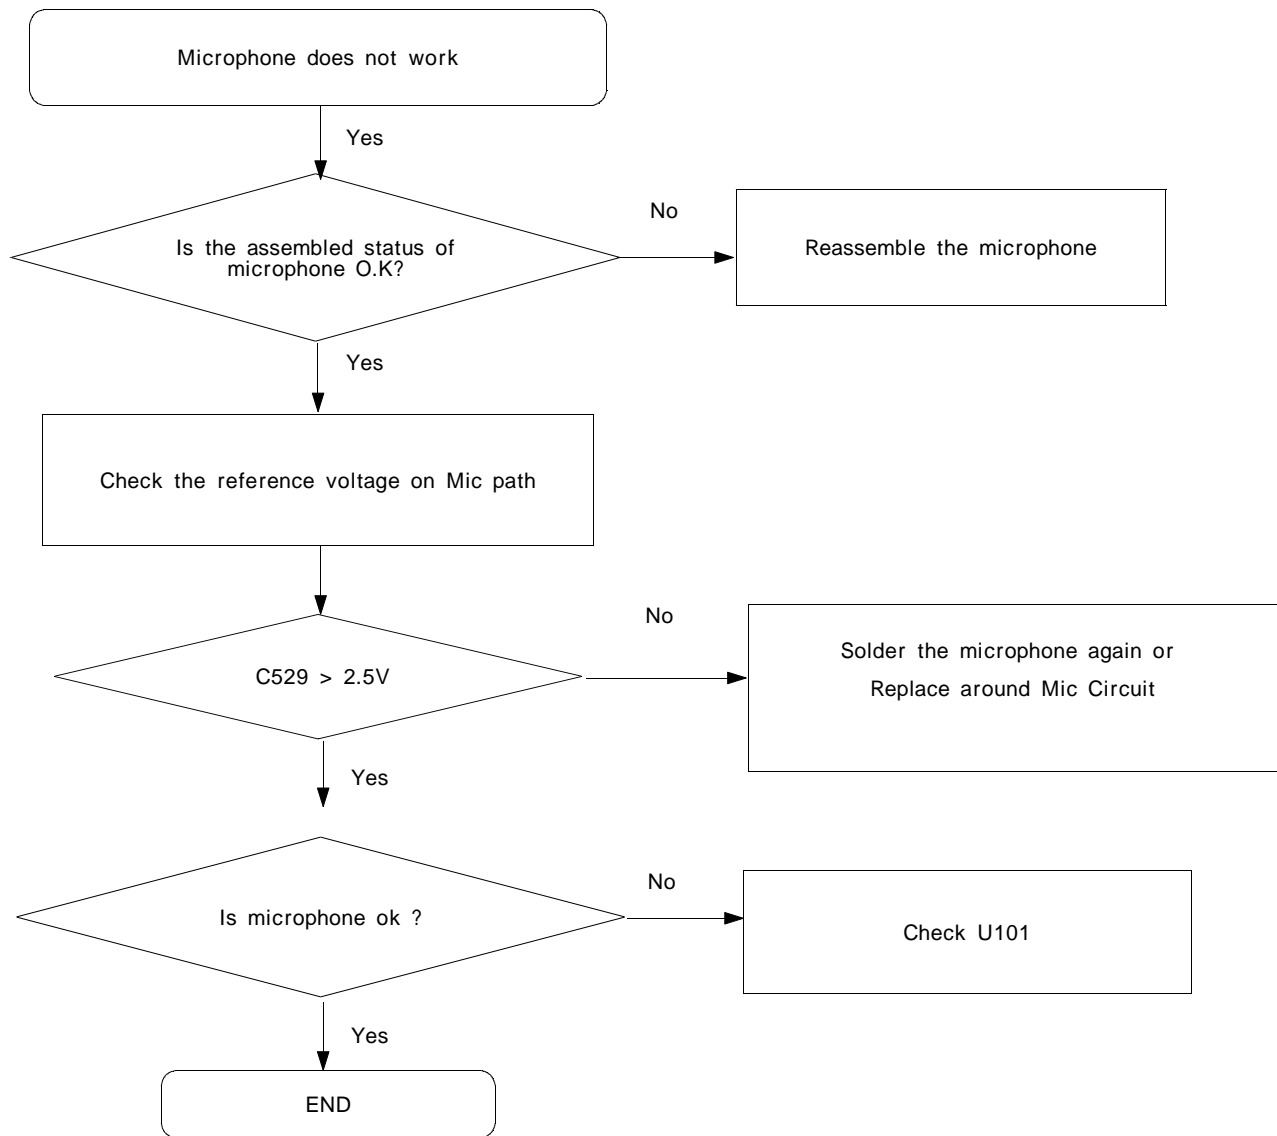 Microphone does not work
Yes
Is the assembled status of
microphone O.K?
No
Reassemble the microphone
Yes
Check the reference voltage on Mic path
C529 > 2.5V
No
Solder the microphone again or
Replace around Mic Circuit
Yes
Is microphone ok ?
No
Check U101
Yes
END